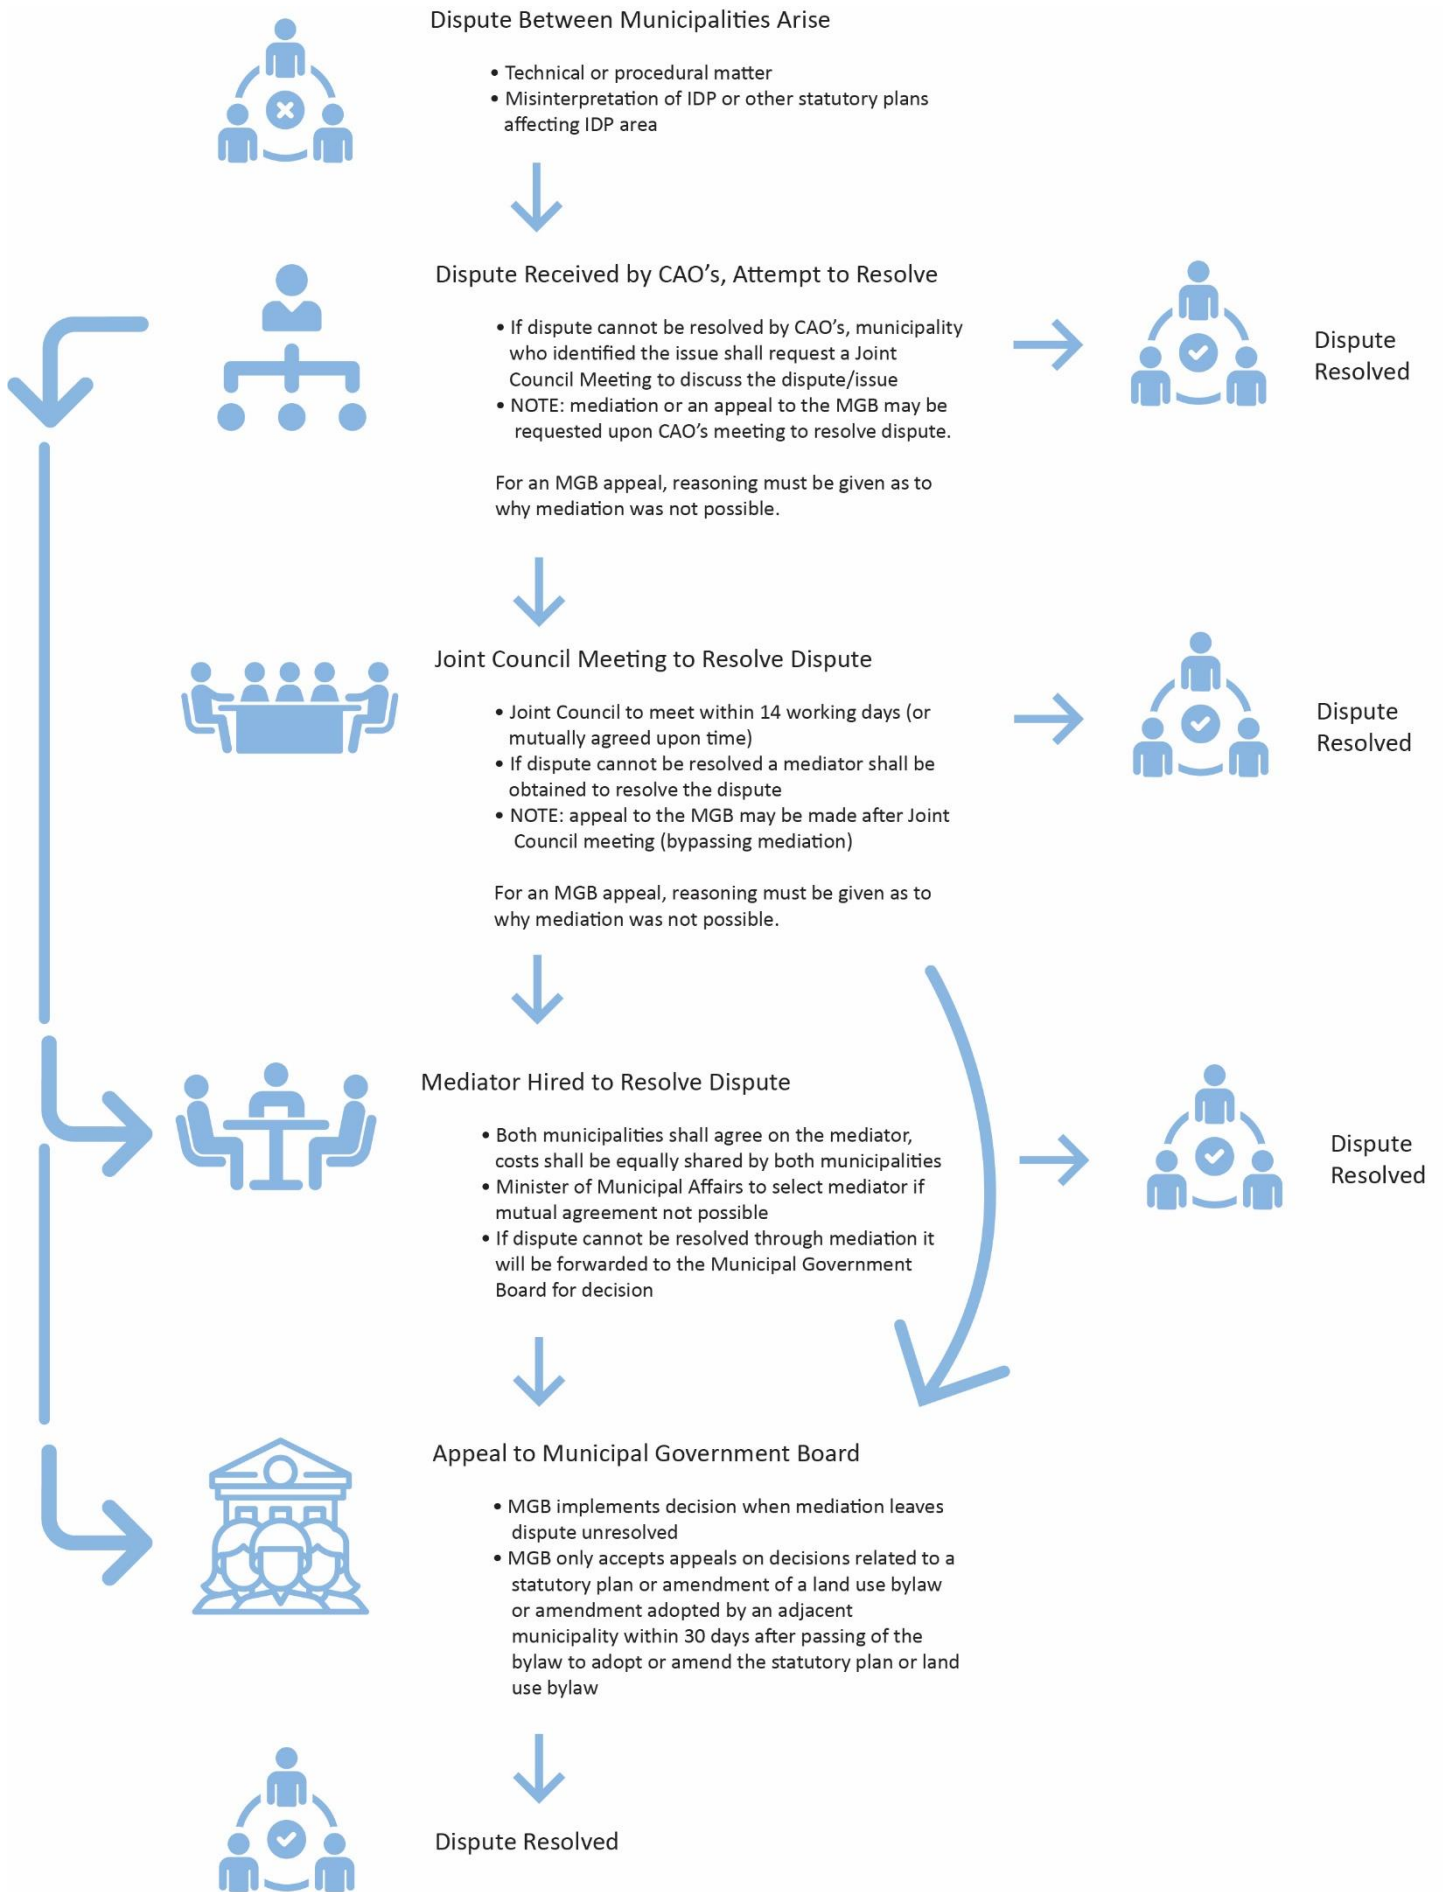 Dispute Between Municipalities Arise
• Technical or procedural matter
• Misinterpretation of IDP or other statutory plans
affecting IDP area
Dispute Received by CAO’s, Attempt to Resolve
• If dispute cannot be resolved by CAO’s, municipality
who identified the issue shall request a Joint
Council Meeting to discuss the dispute/issue
• NOTE: mediation or an appeal to the MGB may be
requested upon CAO’s meeting to resolve dispute.
For an MGB appeal, reasoning must be given as to
why mediation was not possible.
Dispute
Resolved
Joint Council Meeting to Resolve Dispute
• Joint Council to meet within 14 working days (or
mutually agreed upon time)
• If dispute cannot be resolved a mediator shall be
obtained to resolve the dispute
• NOTE: appeal to the MGB may be made after Joint
Council meeting (bypassing mediation)
For an MGB appeal, reasoning must be given as to
why mediation was not possible.
Dispute
Resolved
Mediator Hired to Resolve Dispute
• Both municipalities shall agree on the mediator,
costs shall be equally shared by both municipalities
• Minister of Municipal Affairs to select mediator if
mutual agreement not possible
• If dispute cannot be resolved through mediation it
will be forwarded to the Municipal Government
Board for decision
Dispute
Resolved
Appeal to Municipal Government Board
• MGB implements decision when mediation leaves
dispute unresolved
• MGB only accepts appeals on decisions related to a
statutory plan or amendment of a land use bylaw
or amendment adopted by an adjacent
municipality within 30 days after passing of the
bylaw to adopt or amend the statutory plan or land
use bylaw
Dispute Resolved